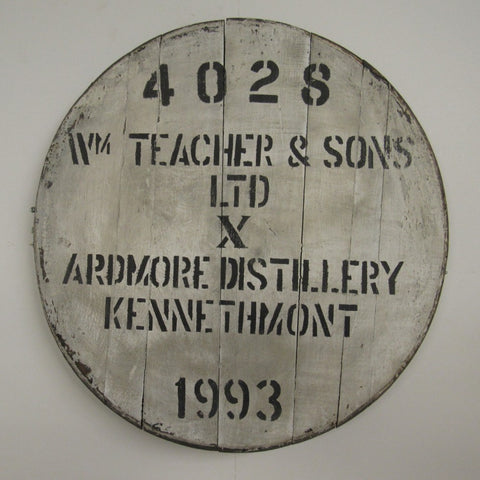 4028
WM TEACHER & SONS
LTD
X
ARDMORE DISTILLERY
KENNETHMONT
1993